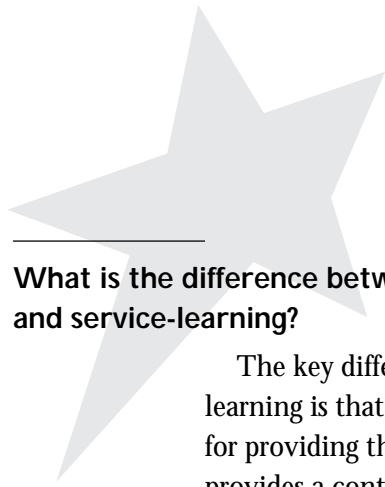 What is the difference betw
and service-learning?
The key diffe
learning is that
for providing th
provides a cont